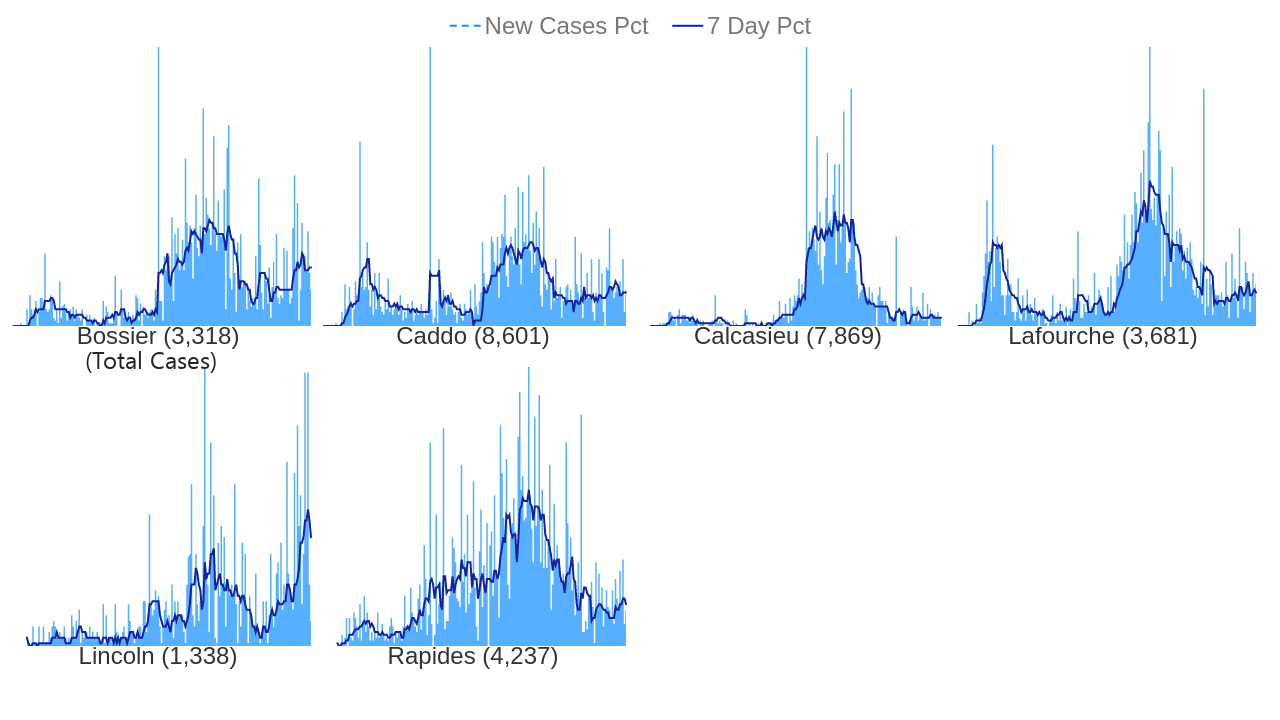 New Cases Pct 7 Day Pct
Bossier (3,318) Caddo (8,601) Calcasieu (7,869) Lafourche (3,681)
(Total Cases)
Lincoln (1,338) Rapides (4,237)